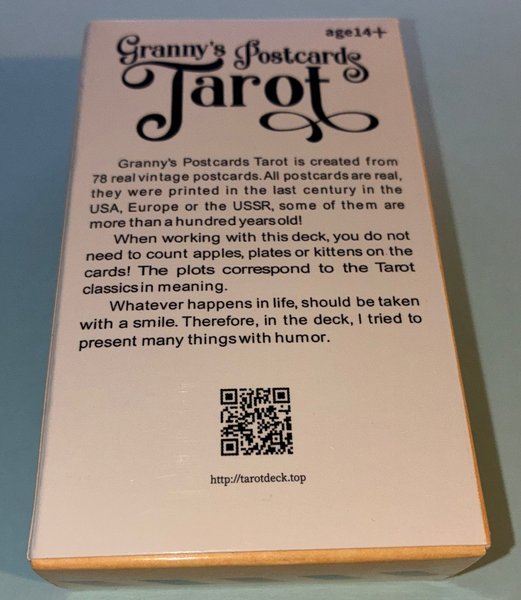 age14+
Granny's Postcards
Tarot
Granny's Postcards Tarot is created from
78 real vintage postcards. All postcards are real,
they were printed in the last century in the
USA, Europe or the USSR, some of them are
more than a hundred years old!
When working with this deck, you do not
need to count apples, plates or kittens on the
cards! The plots correspond to the Tarot
classics in meaning.
Whatever happens in life, should be taken
with a smile. Therefore, in the deck, I tried to
present many things with humor.
http://tarotdeck.top